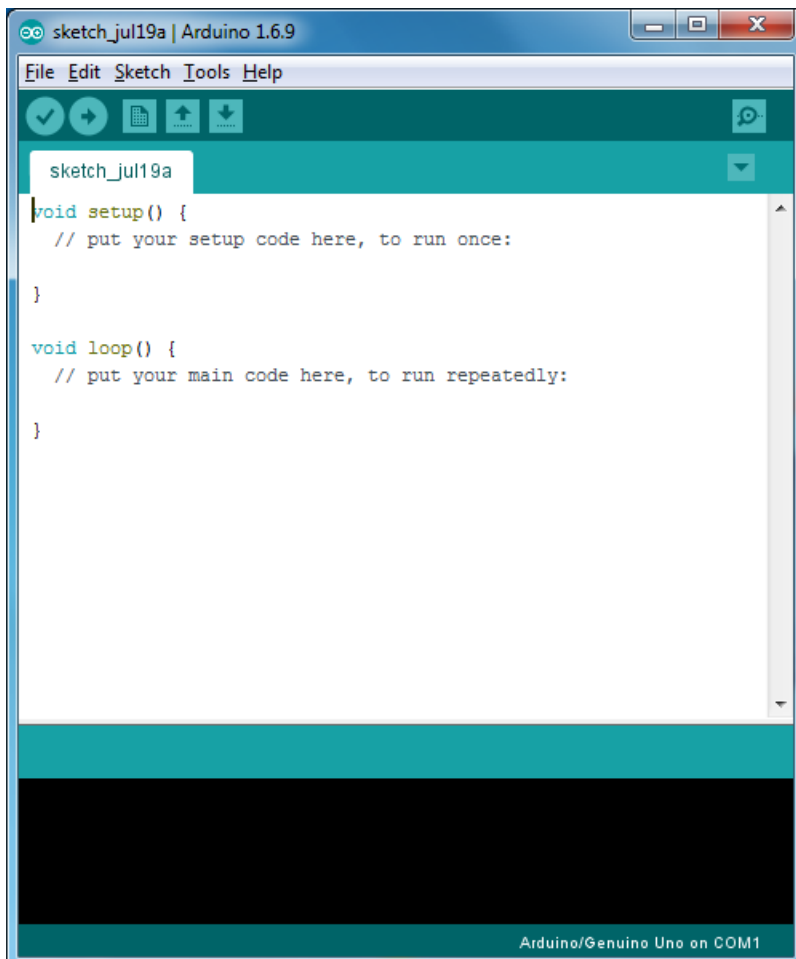 sketch_jul19a | Arduino 1.6.9
File Edit Sketch Tools Help
sketch_jul19a
void setup() {
  // put your setup code here, to run once:

}

void loop() {
  // put your main code here, to run repeatedly:

}
Arduino/Genuino Uno on COM1